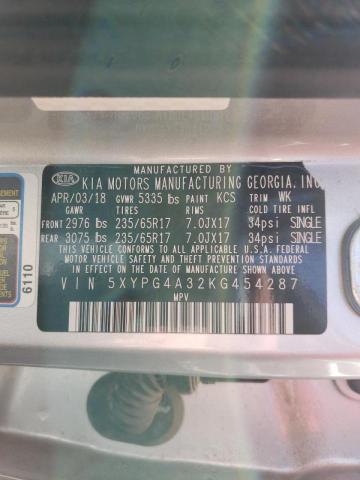 MANUFACTURED BY
KIA KIA MOTORS MANUFACTURING GEORGIA, INC
APR/03/18 GVWR 5335 lbs PAINT KCS TRIM WK
GAWR TIRES RIMS COLD TIRE INFL
FRONT 2976 lbs 235/65R17 7.0JX17 34psi SINGLE
REAR 3075 lbs 235/65R17 7.0JX17 34psi SINGLE
THIS VEHICLE CONFORMS TO ALL APPLICABLE U.S.A. FEDERAL
MOTOR VEHICLE SAFETY AND THEFT PREVENTION STANDARDS
IN EFFECT ON THE DATE OF MANUFACTURE SHOWN ABOVE.
VIN 5XYPG4A32KG454287
MPV
6110